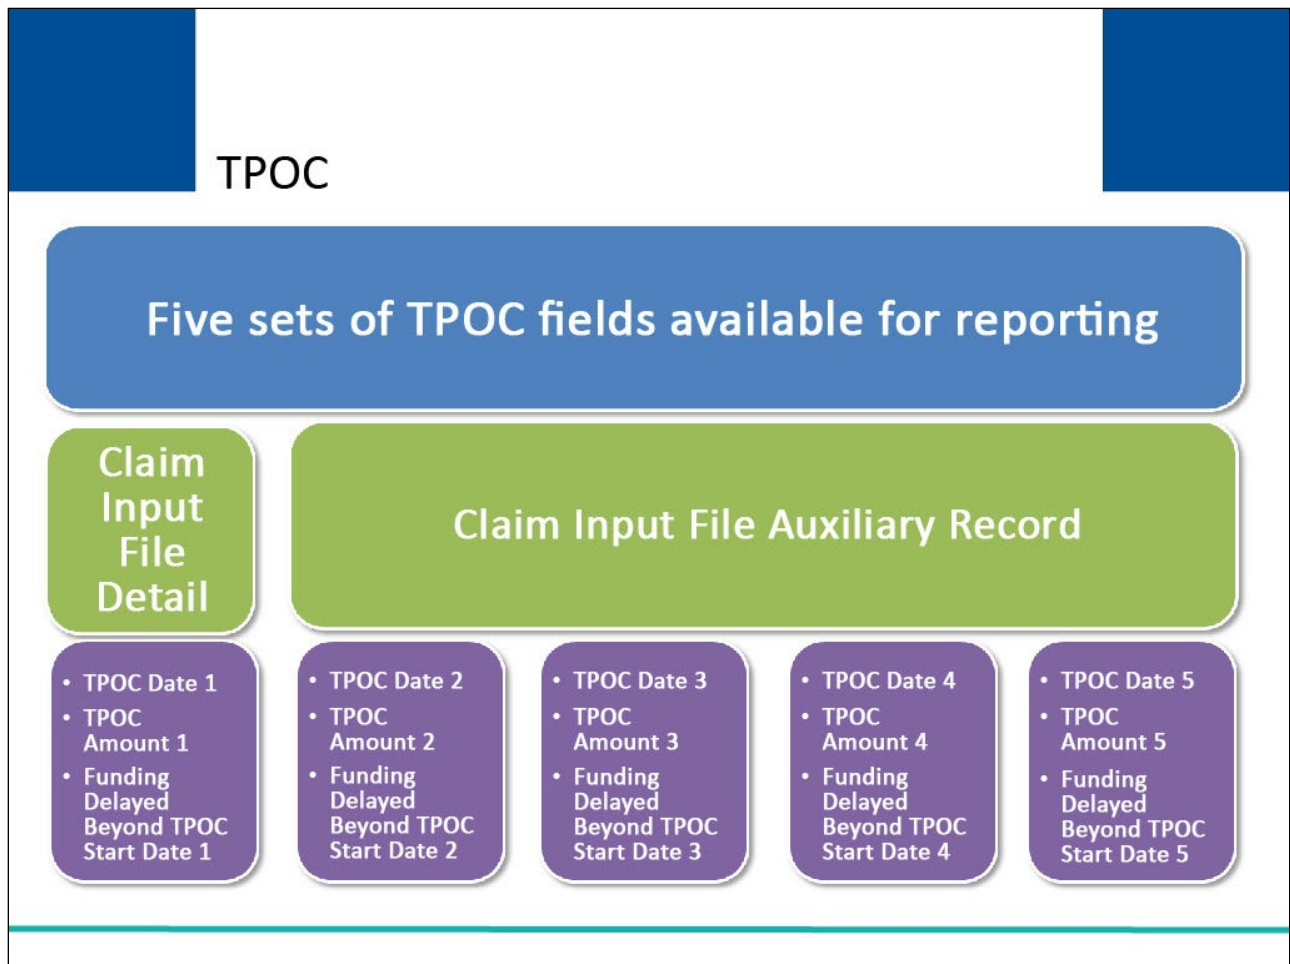 TPOC
Five sets of TPOC fields available for reporting
Claim
Input
File
Detail
Claim Input File Auxiliary Record
• TPOC Date 1
• TPOC
Amount 1
• Funding
Delayed
Beyond TPOC
Start Date 1
• TPOC Date 2
• TPOC
Amount 2
• Funding
Delayed
Beyond TPOC
Start Date 2
• TPOC Date 3
• TPOC
Amount 3
• Funding
Delayed
Beyond TPOC
Start Date 3
• TPOC Date 4
• TPOC
Amount 4
• Funding
Delayed
Beyond TPOC
Start Date 4
• TPOC Date 5
• TPOC
Amount 5
• Funding
Delayed
Beyond TPOC
Start Date 5